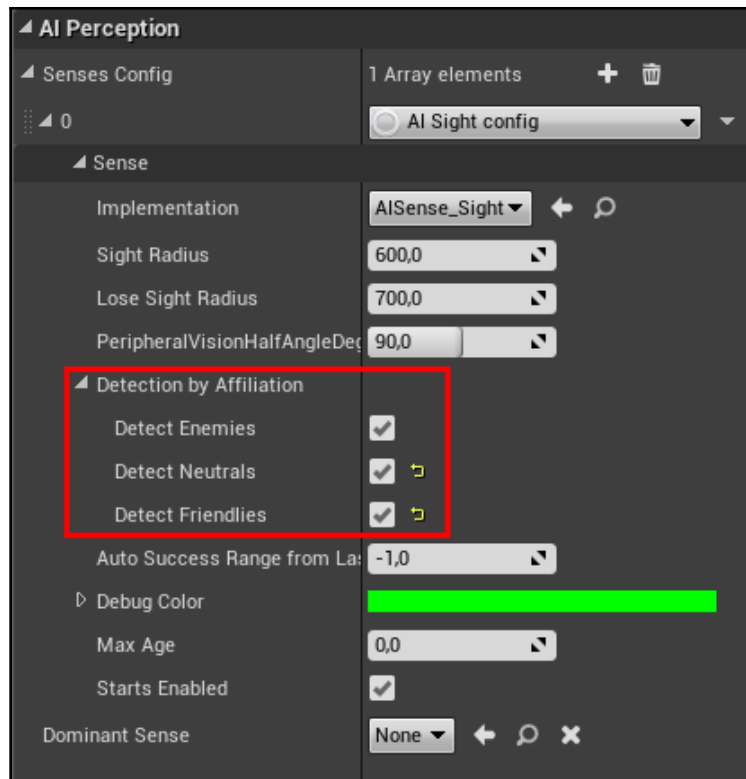 AI Perception
Senses Config 1 Array elements
0 AI Sight config
Sense
Implementation AISense_Sight
Sight Radius 600,0
Lose Sight Radius 700,0
PeripheralVisionHalfAngleDeg 90,0
Detection by Affiliation
Detect Enemies
Detect Neutrals
Detect Friendlies
Auto Success Range from Las -1,0
Debug Color
Max Age 0,0
Starts Enabled
Dominant Sense None